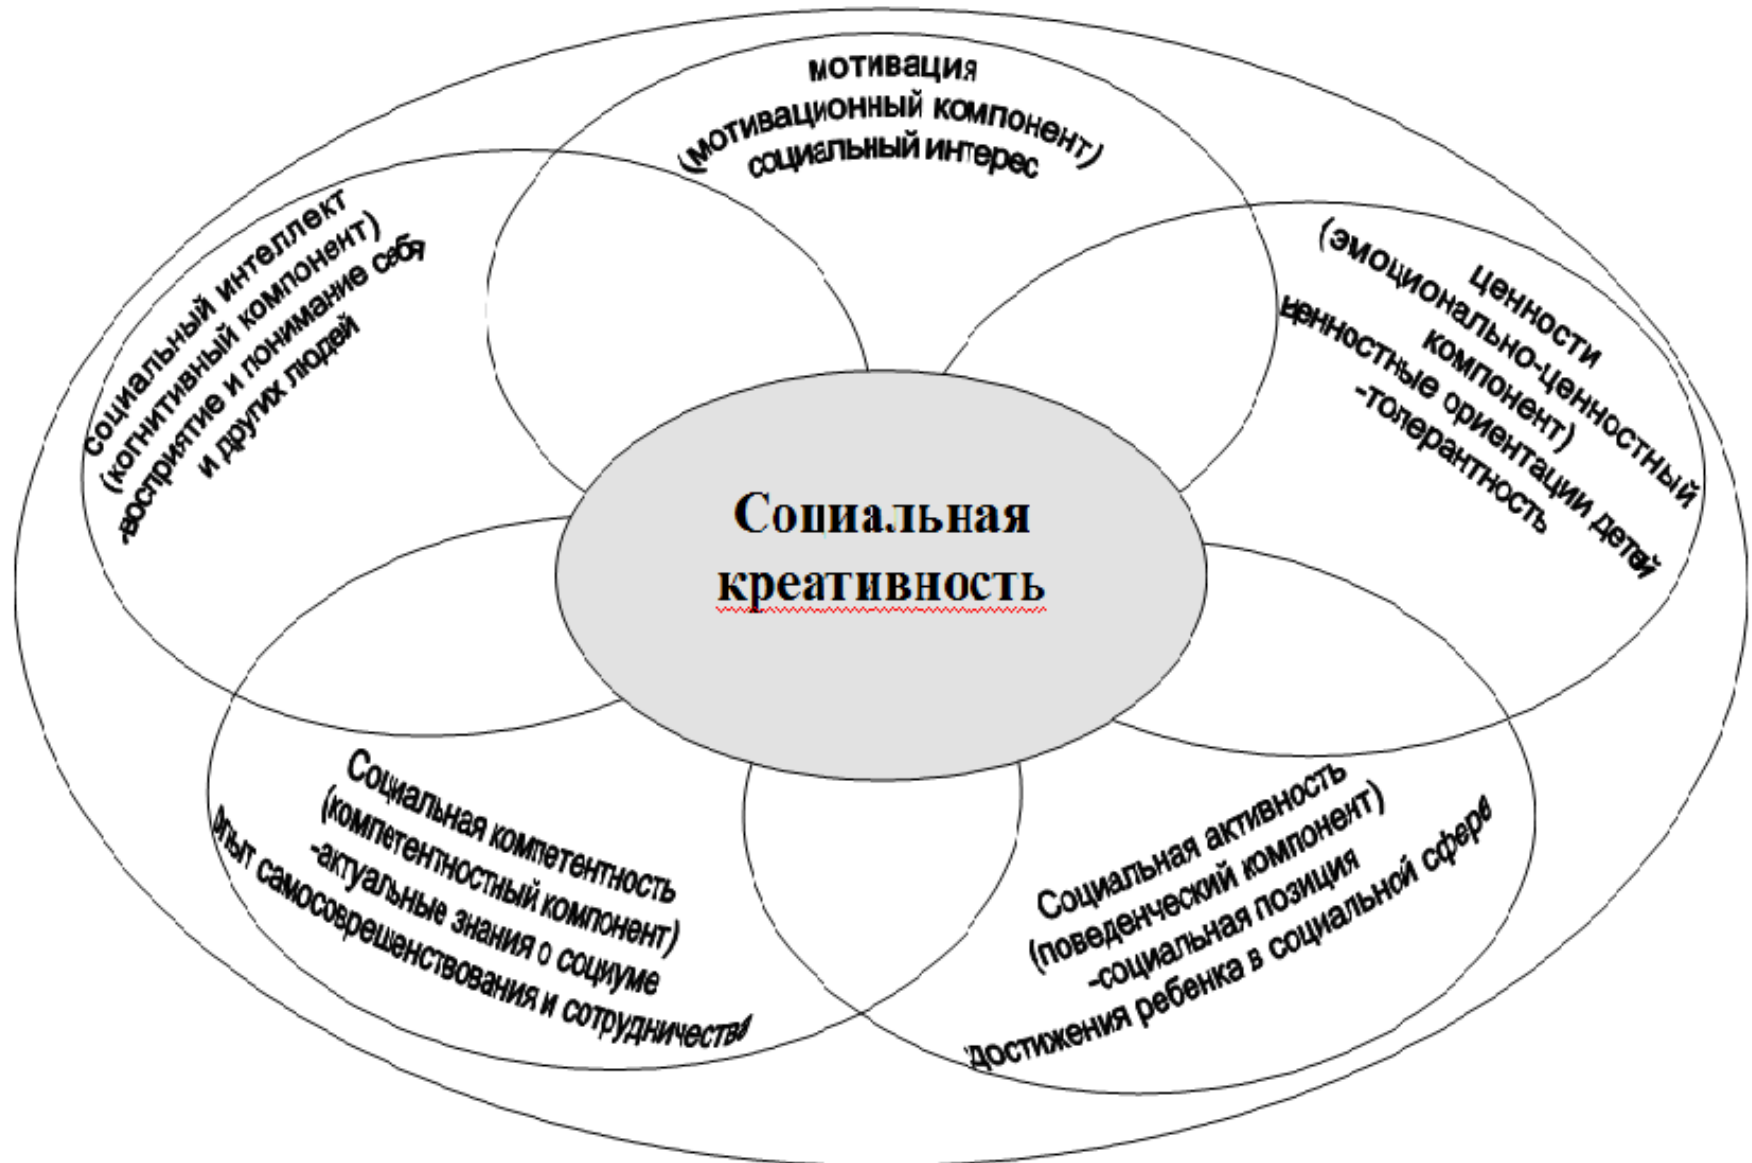 мотивация
(мотивационный компонент)
социальный интерес
социальный интеллект
(когнитивный компонент)
-восприятие и понимание себя
и других людей
ценности
(эмоционально-ценностный
компонент)
ценностные ориентации детей
-толерантность
Социальная
креативность
Социальная компетентность
(компетентностный компонент)
-актуальные знания о социуме
опыт самосоврешенствования и сотрудничества
Социальная активность
(поведенческий компонент)
-социальная позиция
достижения ребенка в социальной сфере